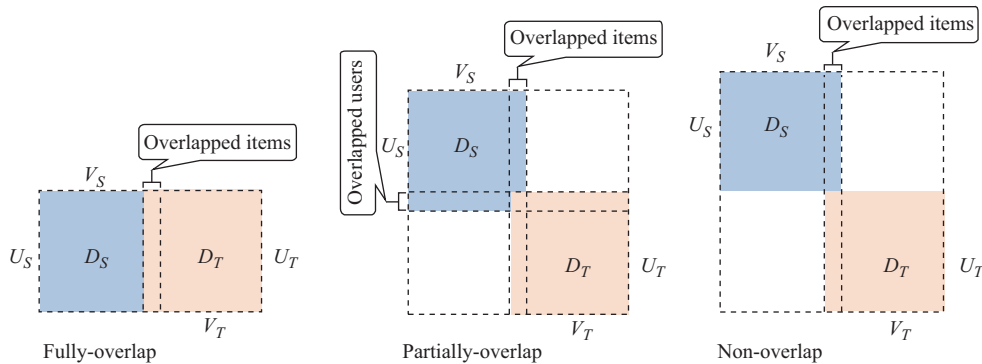 Overlapped items
V_S
U_S
D_S
D_T
U_T
V_T
Fully-overlap
Overlapped items
Overlapped users
V_S
U_S
D_S
D_T
U_T
V_T
Partially-overlap
Overlapped items
V_S
U_S
D_S
D_T
U_T
V_T
Non-overlap